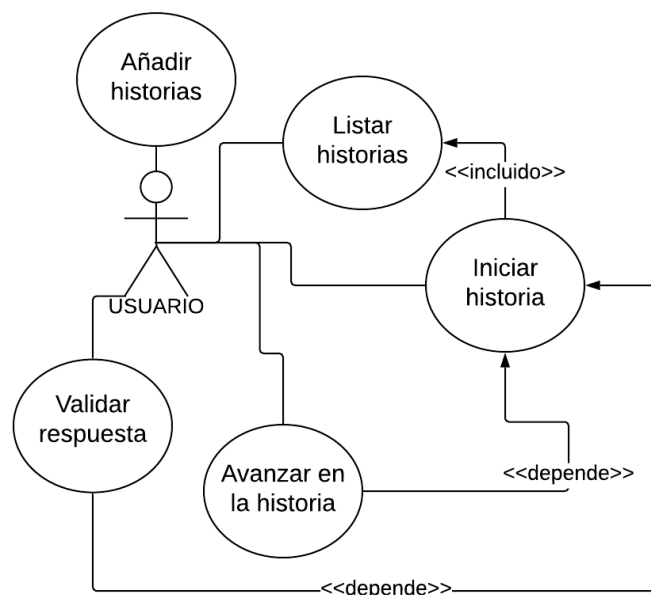 Añadir
historias
Listar
historias
<<incluido>>
Iniciar
historia
USUARIO
Validar
respuesta
Avanzar en
la historia
<<depende>>
<<depende>>